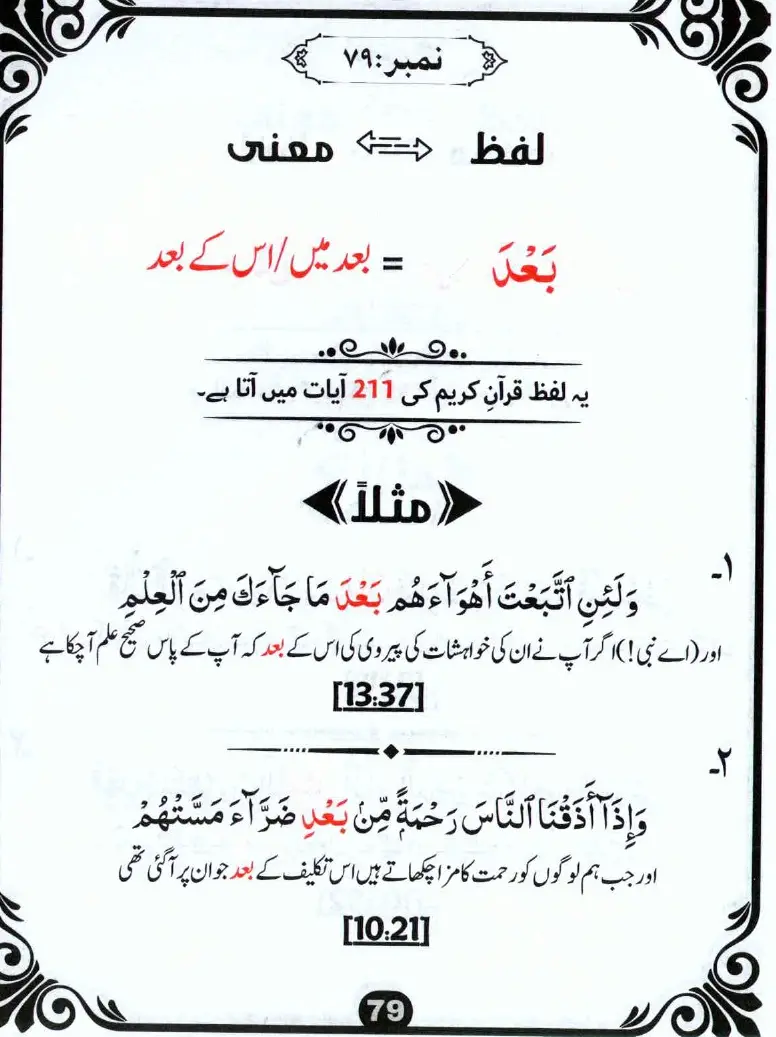 نمبر:۷۹
لفظ ⇐⇒ معنی
بَعْدَ = بعد میں/اس کے بعد
یہ لفظ قرآنِ کریم کی 211 آیات میں آتا ہے۔
مثلاً
۱۔
وَلَئِنِ ٱتَّبَعْتَ أَهْوَآءَهُم بَعْدَ مَا جَآءَكَ مِنَ ٱلْعِلْمِ
اور (اے نبی!) اگر آپ نے ان کی خواہشات کی پیروی کی اس کے بعد کہ آپ کے پاس صحیح علم آ چکا ہے
[13:37]
۲۔
وَإِذَآ أَذَقْنَا ٱلنَّاسَ رَحْمَةً مِّنۢ بَعْدِ ضَرَّآءَ مَسَّتْهُمْ
اور جب ہم لوگوں کو رحمت کا مزا چکھاتے ہیں اس تکلیف کے بعد جو ان پر آ گئی تھی
[10:21]
79